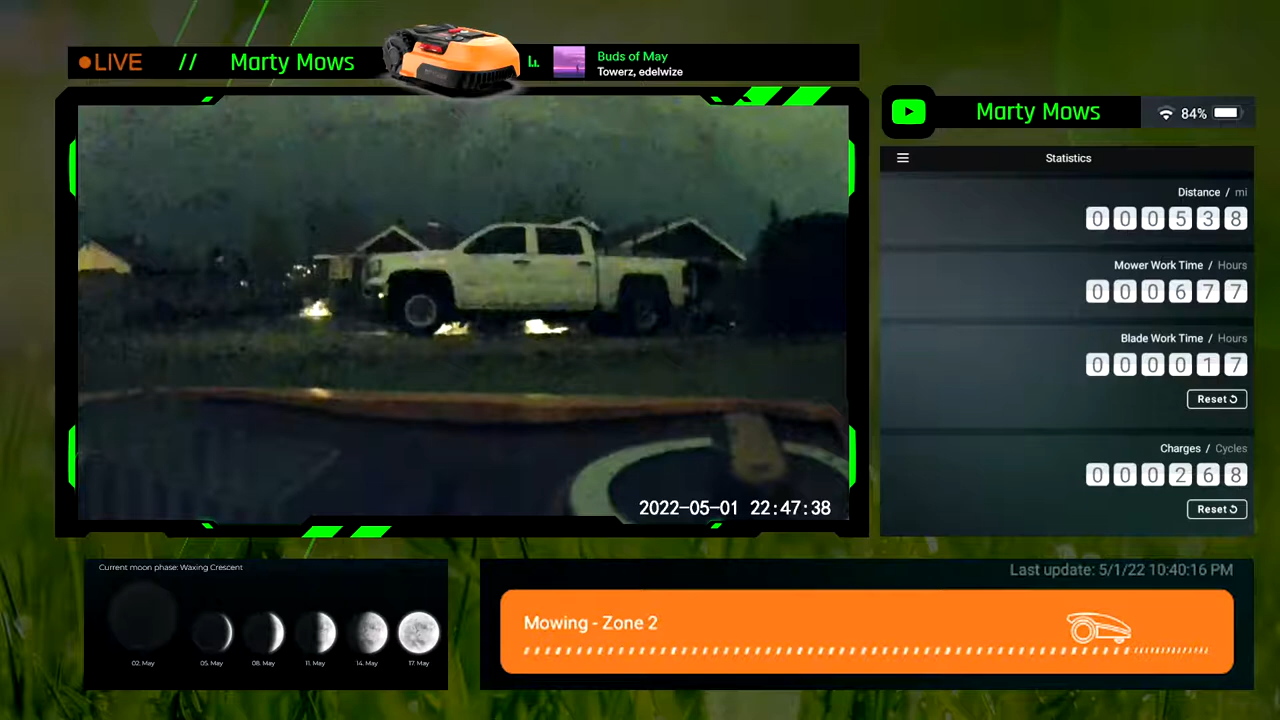 LIVE // Marty Mows
Buds of May
Towerz, edelwize
Marty Mows
84%
Statistics
Distance / mi
000538
Mower Work Time / Hours
000677
Blade Work Time / Hours
000017
Reset
Charges / Cycles
000268
Reset
2022-05-01 22:47:38
Current moon phase: Waxing Crescent
02. May 05. May 08. May 11. May 14. May 17. May
Last update: 5/1/22 10:40:16 PM
Mowing - Zone 2